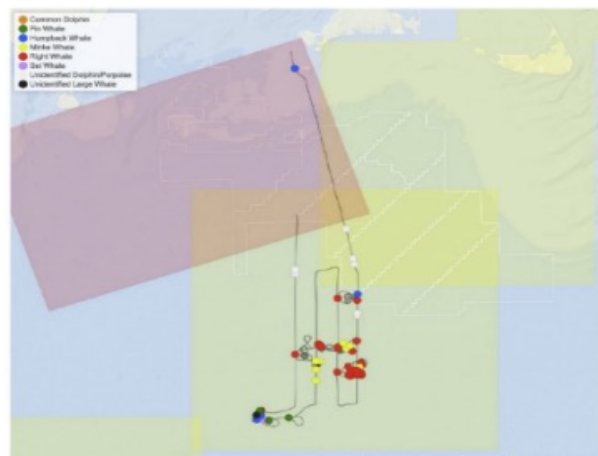 Common Dolphin
Fin Whale
Humpback Whale
Minke Whale
Right Whale
Sei Whale
Unidentified Dolphin/Porpoise
Unidentified Large Whale